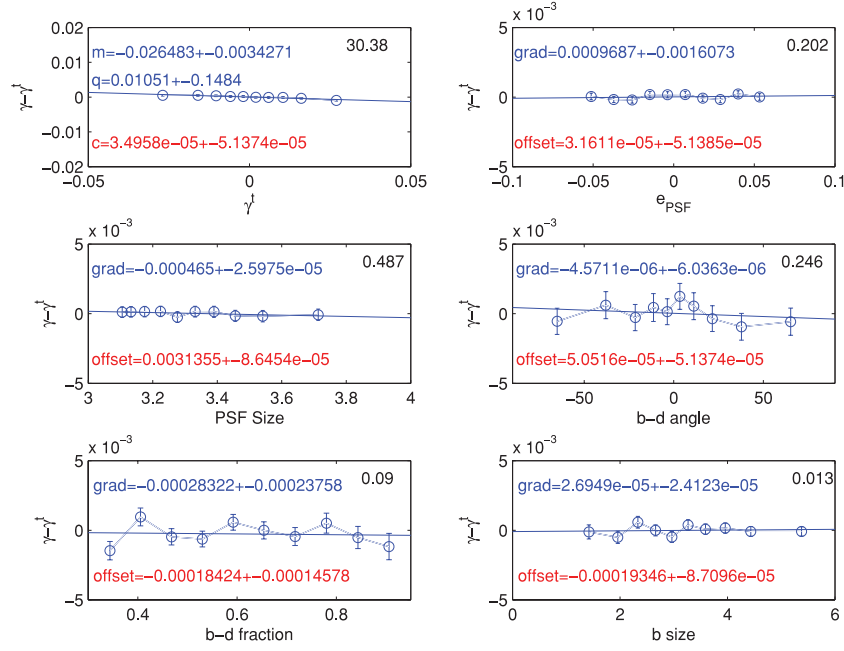 0.02
0.01
0
−0.01
−0.02
γ−γᵗ
m=−0.026483+−0.0034271
30.38
q=0.01051+−0.1484
c=3.4958e−05+−5.1374e−05
−0.05 0 0.05
γᵗ
x 10⁻³
5
0
−5
γ−γᵗ
grad=0.0009687+−0.0016073
0.202
offset=3.1611e−05+−5.1385e−05
−0.1 −0.05 0 0.05 0.1
e_PSF
x 10⁻³
5
0
−5
γ−γᵗ
grad=−0.000465+−2.5975e−05
0.487
offset=0.0031355+−8.6454e−05
3 3.2 3.4 3.6 3.8 4
PSF Size
x 10⁻³
5
0
−5
γ−γᵗ
grad=−4.5711e−06+−6.0363e−06
0.246
offset=5.0516e−05+−5.1374e−05
−50 0 50
b−d angle
x 10⁻³
5
0
−5
γ−γᵗ
grad=−0.00028322+−0.00023758
0.09
offset=−0.00018424+−0.00014578
0.4 0.6 0.8
b−d fraction
x 10⁻³
5
0
−5
γ−γᵗ
grad=2.6949e−05+−2.4123e−05
0.013
offset=−0.00019346+−8.7096e−05
0 2 4 6
b size